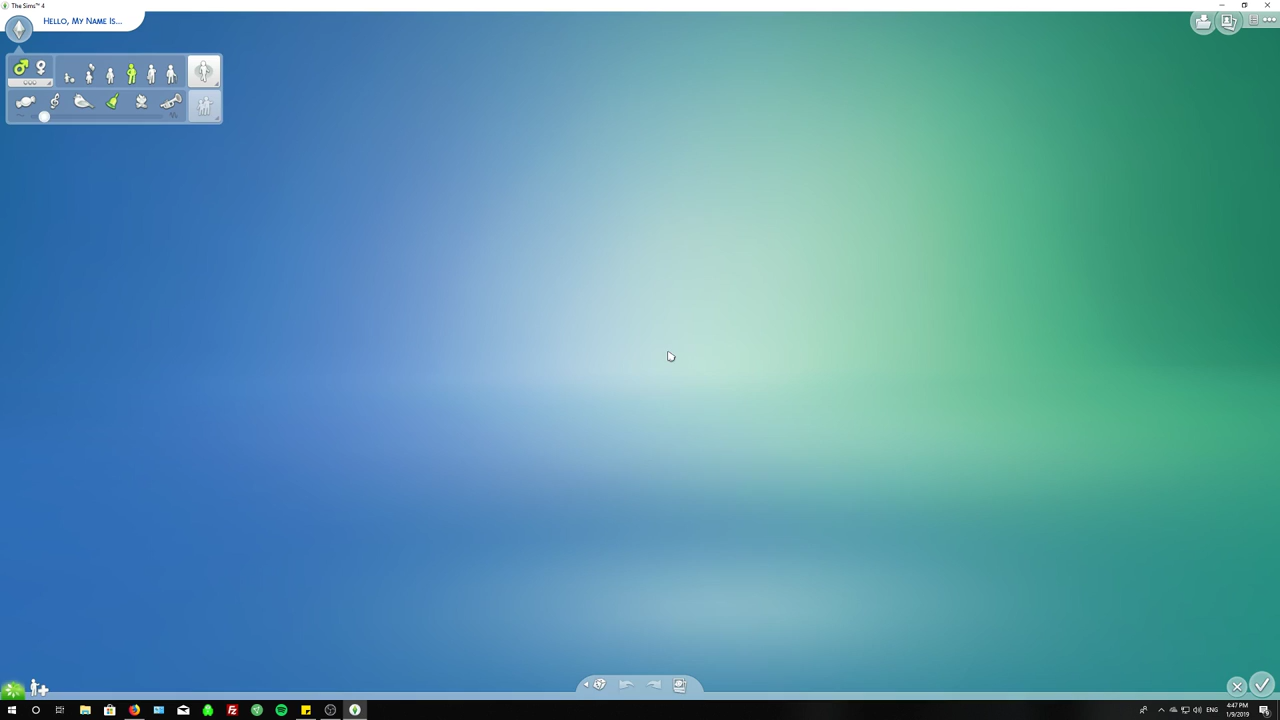 The Sims™ 4
HELLO, MY NAME IS...
ENG
4:47 PM
1/9/2019